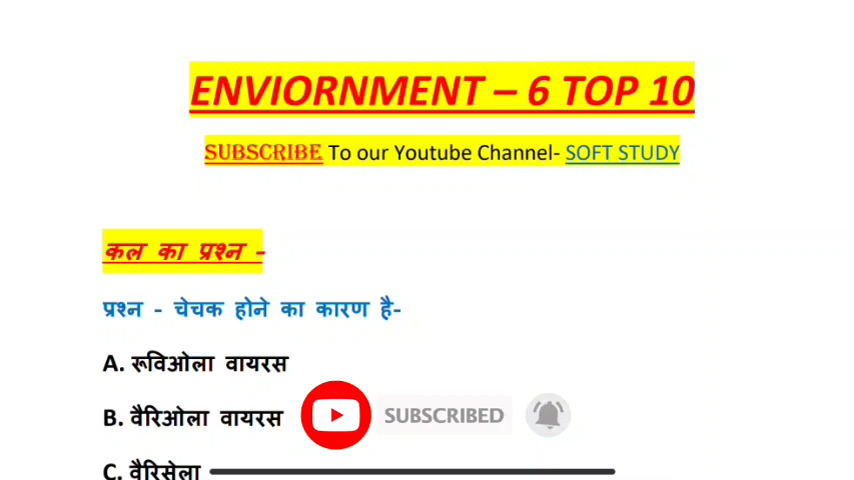 ENVIORNMENT – 6 TOP 10
SUBSCRIBE To our Youtube Channel- SOFT STUDY
कल का प्रश्न -
प्रश्न - चेचक होने का कारण है-
A. रूविओला वायरस
B. वैरिओला वायरस
SUBSCRIBED
C. वैरिसेला